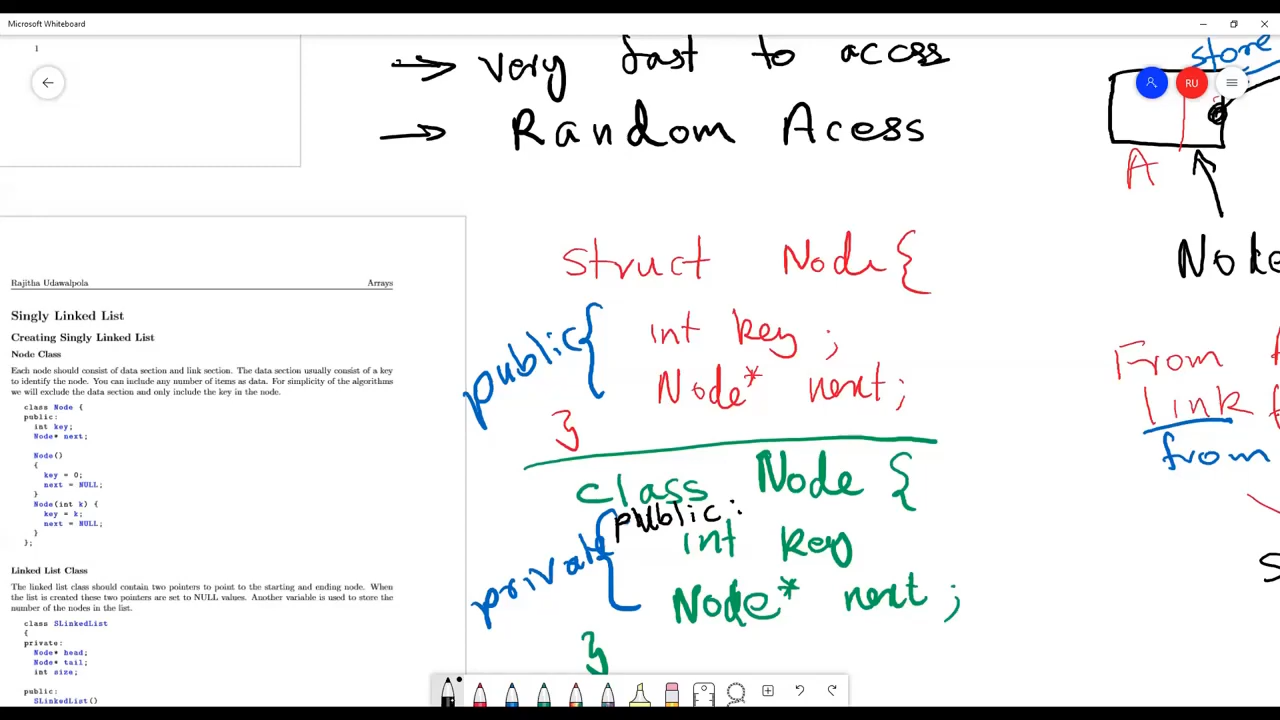 Microsoft Whiteboard
1
→ very fast to access
→ Random Acess
store
RU
A
Node
struct Node{
public{
int key ;
Node* next;
}
class Node {
public:
private{
int key
Node* next ;
}
From
link
from
S
Rajitha Udawalpola Arrays
Singly Linked List
Creating Singly Linked List
Node Class
Each node should consist of data section and link section. The data section usually consist of a key
to identify the node. You can include any number of items as data. For simplicity of the algorithms
we will exclude the data section and only include the key in the node.
class Node {
public:
int key;
Node* next;
Node()
{
key = 0;
next = NULL;
}
Node(int k) {
key = k;
next = NULL;
}
};
Linked List Class
The linked list class should contain two pointers to point to the starting and ending node. When
the list is created these two pointers are set to NULL values. Another variable is used to store the
number of the nodes in the list.
class SLinkedList
{
private:
Node* head;
Node* tail;
int size;
public:
SLinkedList()